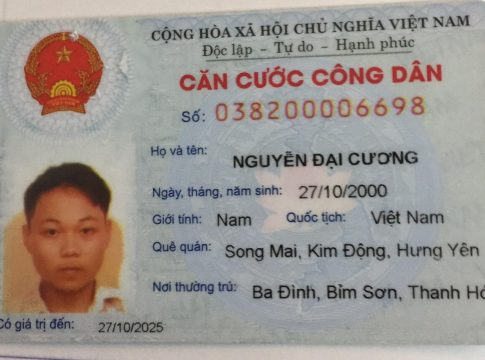 CỘNG HÒA XÃ HỘI CHỦ NGHĨA VIỆT NAM
Độc lập - Tự do - Hạnh phúc
CĂN CƯỚC CÔNG DÂN
Số: 038200006698
Họ và tên:
NGUYỄN ĐẠI CƯƠNG
Ngày, tháng, năm sinh: 27/10/2000
Giới tính: Nam Quốc tịch: Việt Nam
Quê quán: Song Mai, Kim Động, Hưng Yên
Nơi thường trú: Ba Đình, Bỉm Sơn, Thanh
Có giá trị đến: 27/10/2025